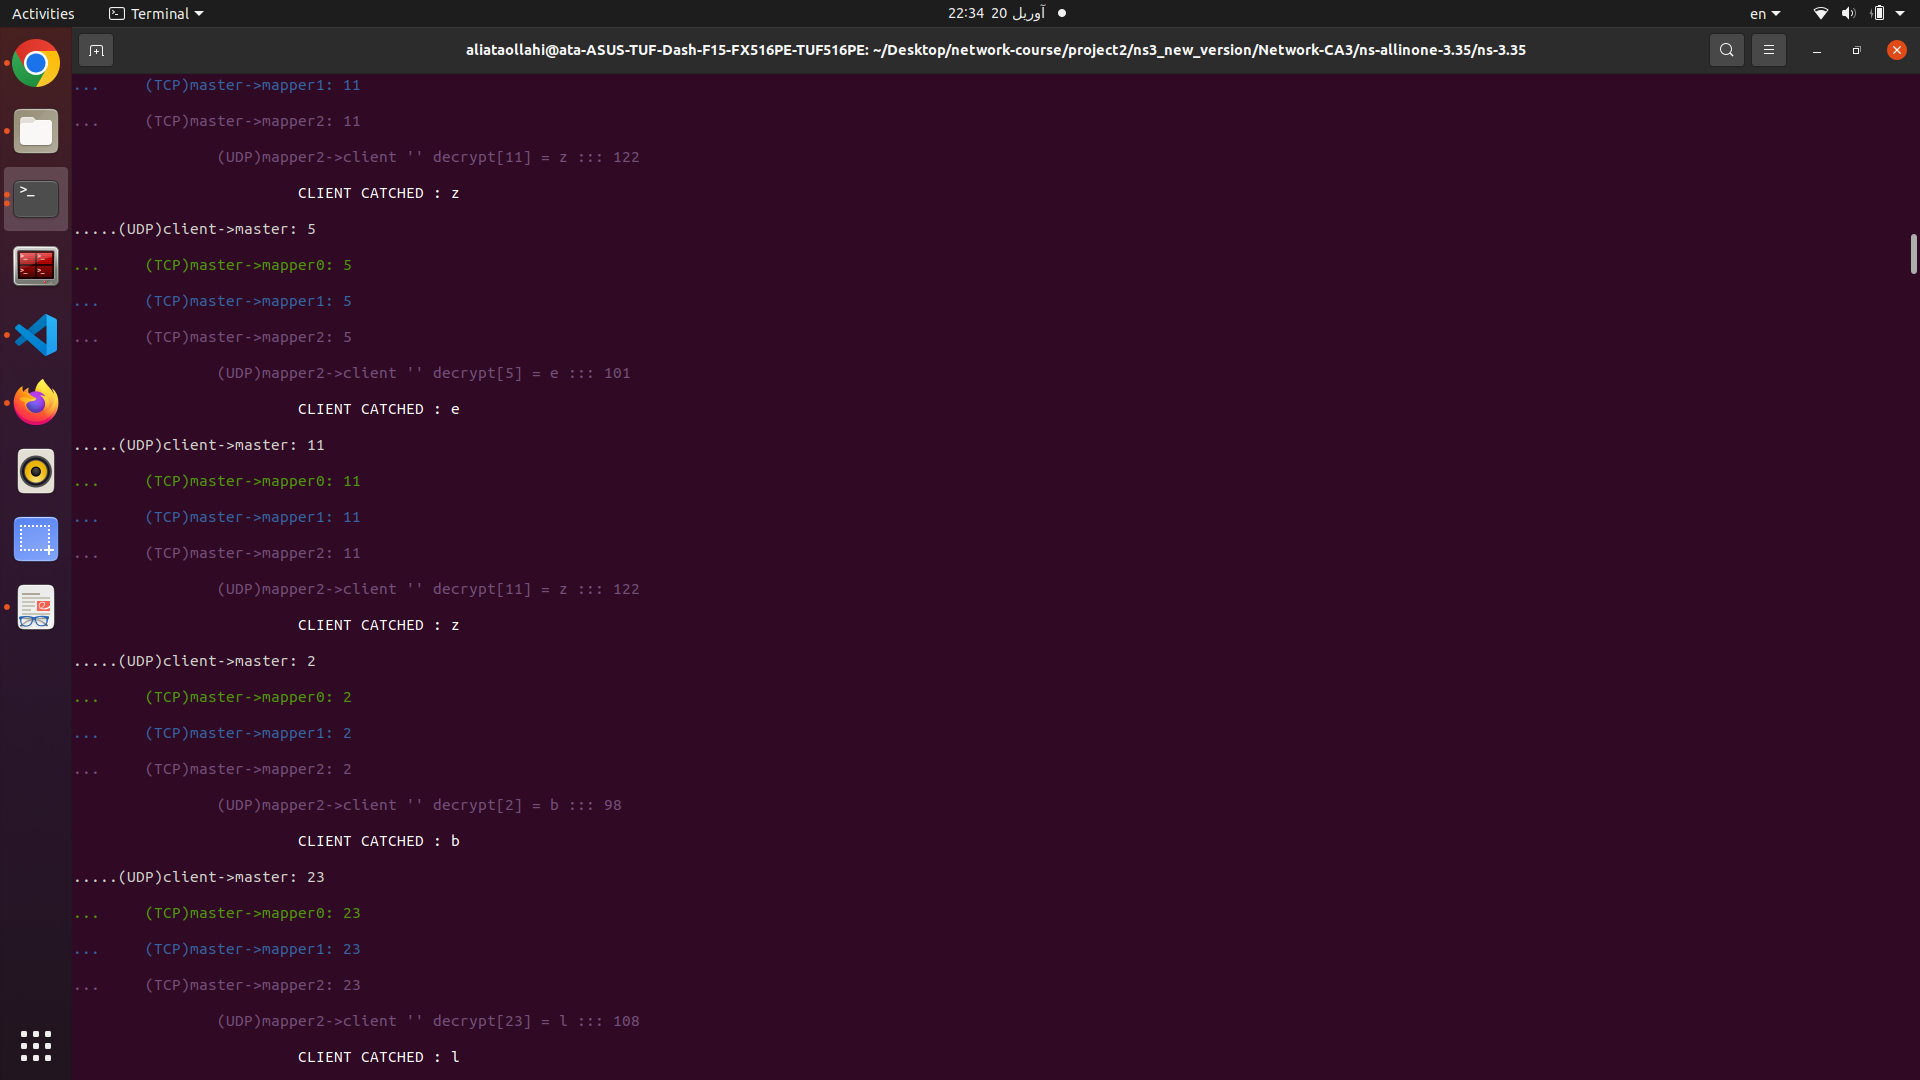 Activities Terminal 22:34 20 آوریل en
aliataollahi@ata-ASUS-TUF-Dash-F15-FX516PE-TUF516PE: ~/Desktop/network-course/project2/ns3_new_version/Network-CA3/ns-allinone-3.35/ns-3.35
... (TCP)master->mapper1: 11
... (TCP)master->mapper2: 11
(UDP)mapper2->client '' decrypt[11] = z ::: 122
CLIENT CATCHED : z
.....(UDP)client->master: 5
... (TCP)master->mapper0: 5
... (TCP)master->mapper1: 5
... (TCP)master->mapper2: 5
(UDP)mapper2->client '' decrypt[5] = e ::: 101
CLIENT CATCHED : e
.....(UDP)client->master: 11
... (TCP)master->mapper0: 11
... (TCP)master->mapper1: 11
... (TCP)master->mapper2: 11
(UDP)mapper2->client '' decrypt[11] = z ::: 122
CLIENT CATCHED : z
.....(UDP)client->master: 2
... (TCP)master->mapper0: 2
... (TCP)master->mapper1: 2
... (TCP)master->mapper2: 2
(UDP)mapper2->client '' decrypt[2] = b ::: 98
CLIENT CATCHED : b
.....(UDP)client->master: 23
... (TCP)master->mapper0: 23
... (TCP)master->mapper1: 23
... (TCP)master->mapper2: 23
(UDP)mapper2->client '' decrypt[23] = l ::: 108
CLIENT CATCHED : l